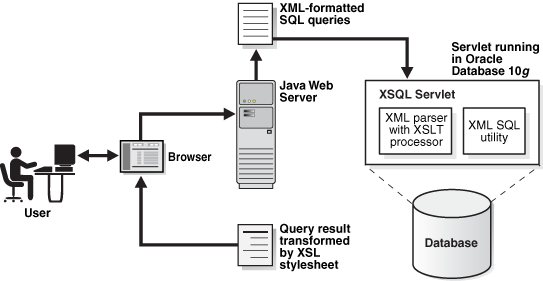 XML-formatted
SQL queries
Servlet running
in Oracle
Database 10g
Java Web
Server
XSQL Servlet
XML parser
with XSLT
processor
XML SQL
utility
Browser
User
Query result
transformed
by XSL
stylesheet
Database